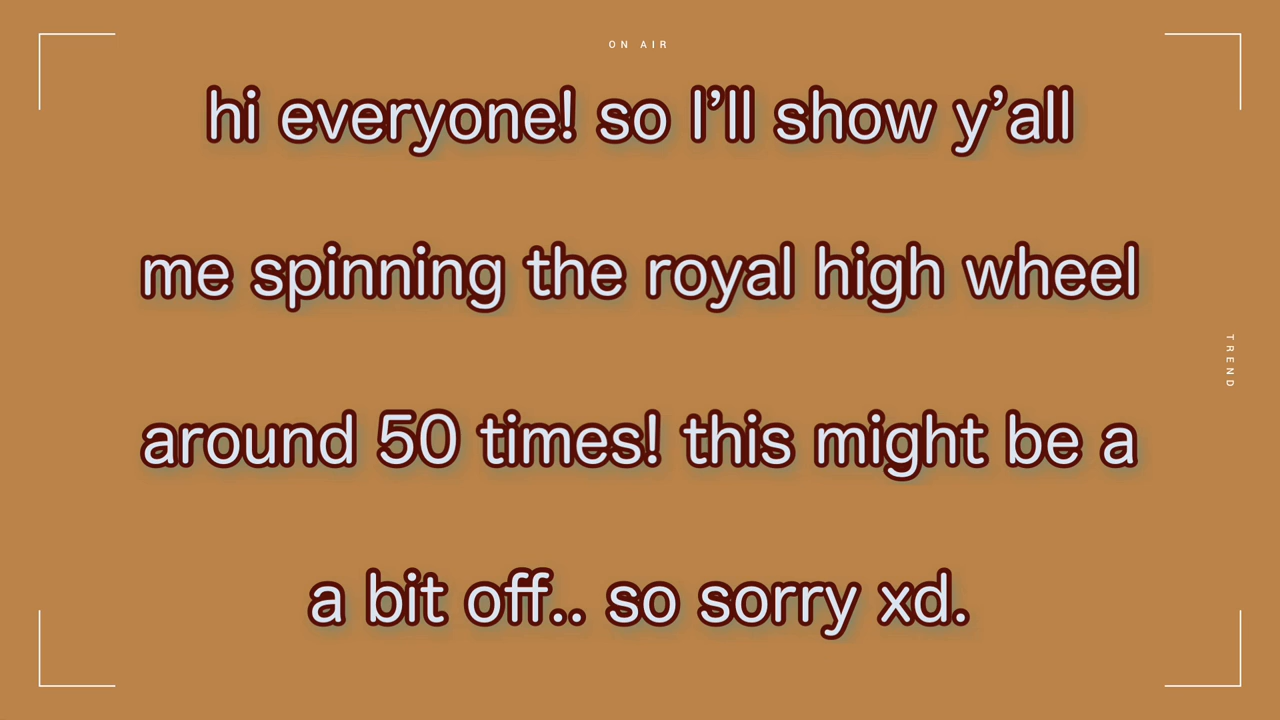 ON AIR
hi everyone! so I’ll show y’all
me spinning the royal high wheel
TREND
around 50 times! this might be a
a bit off.. so sorry xd.